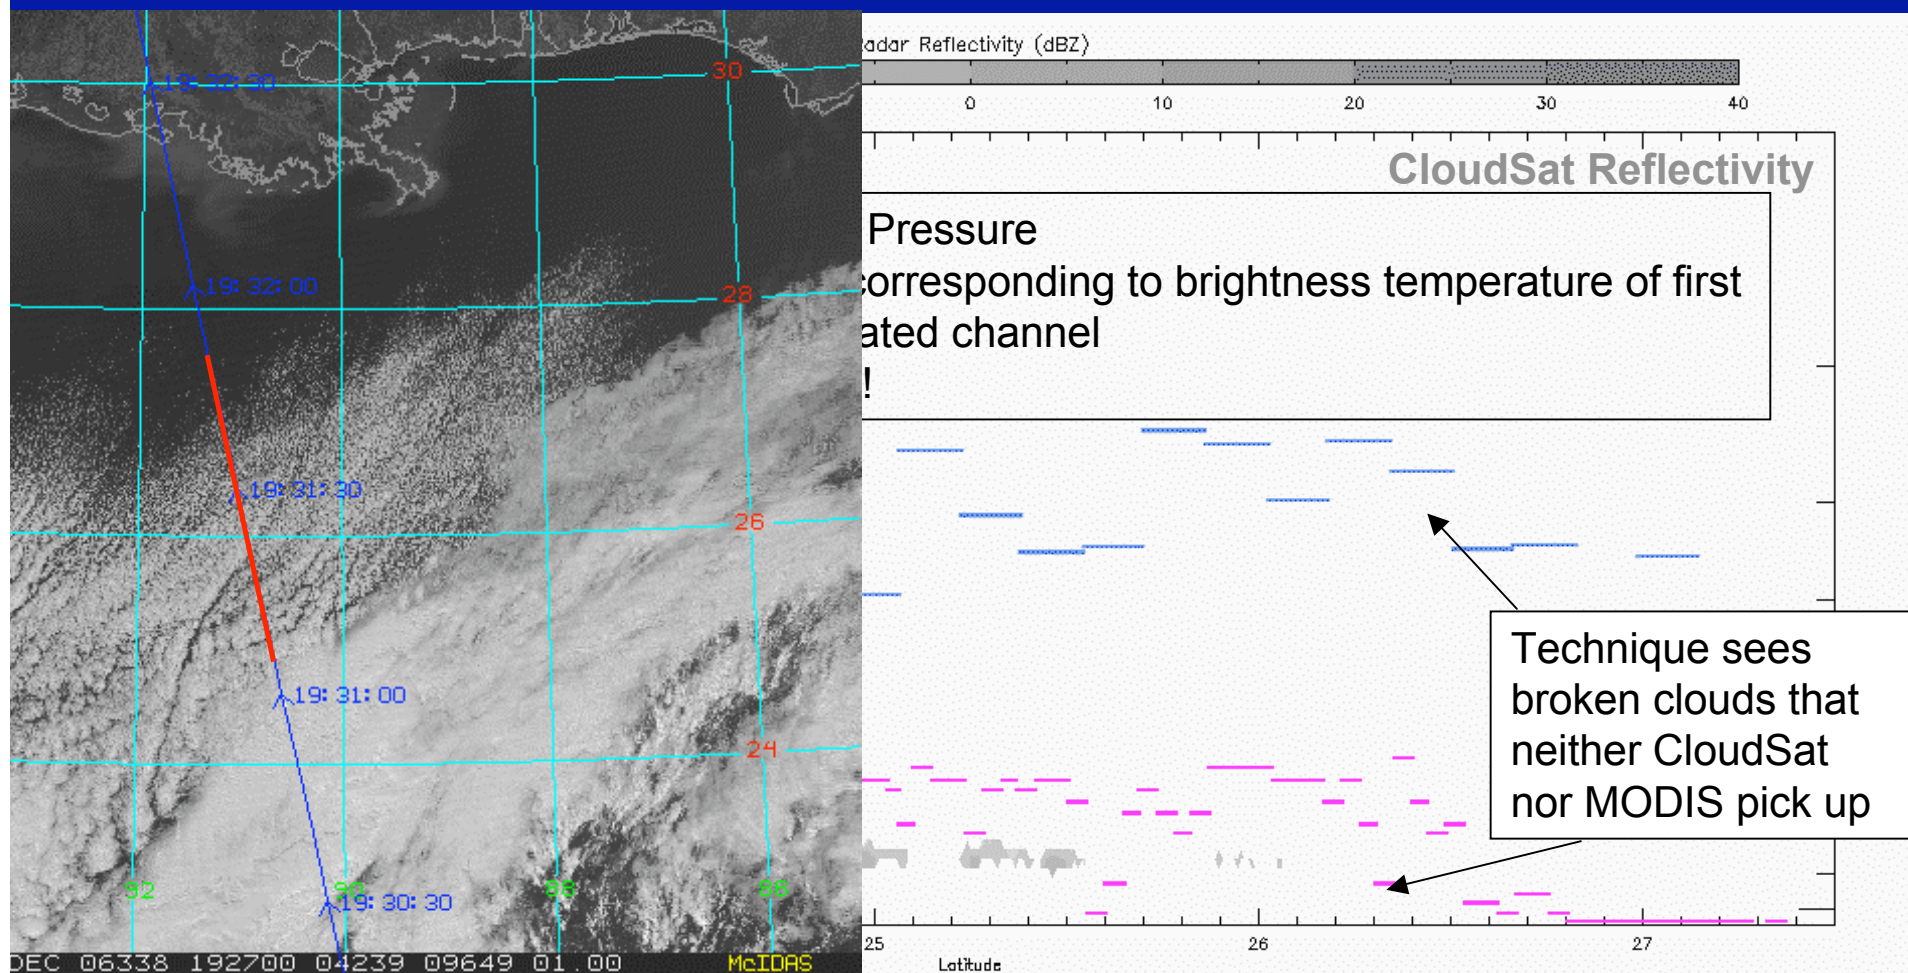 30
19:32:30
19:32:00
28
19:31:30
26
19:31:00
24
92
90
88
86
19:30:30
DEC 06338 192700 04239 09649 01.00
McIDAS
adar Reflectivity (dBZ)
0 10 20 30 40
CloudSat Reflectivity
Pressure
corresponding to brightness temperature of first
ated channel
!
Technique sees
broken clouds that
neither CloudSat
nor MODIS pick up
25 26 27
Latitude